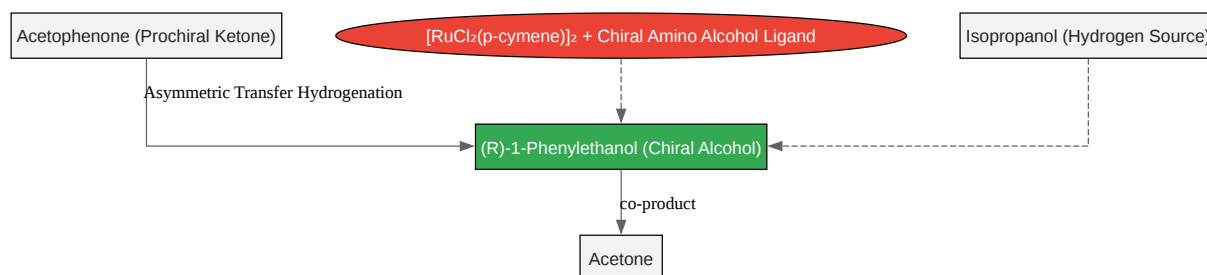 Acetophenone (Prochiral Ketone)
[RuCl₂(p-cymene)]₂ + Chiral Amino Alcohol Ligand
Isopropanol (Hydrogen Source)
Asymmetric Transfer Hydrogenation
(R)-1-Phenylethanol (Chiral Alcohol)
co-product
Acetone